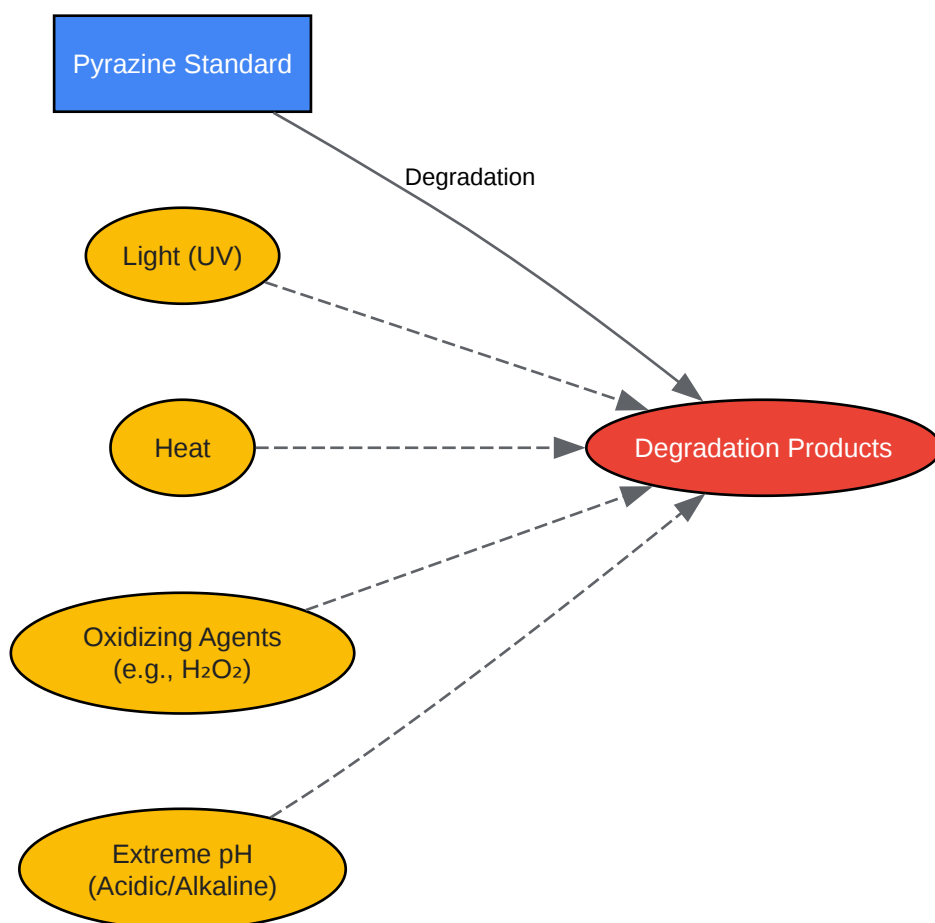 Pyrazine Standard
Degradation
Light (UV)
Heat
Degradation Products
Oxidizing Agents
(e.g., H₂O₂)
Extreme pH
(Acidic/Alkaline)